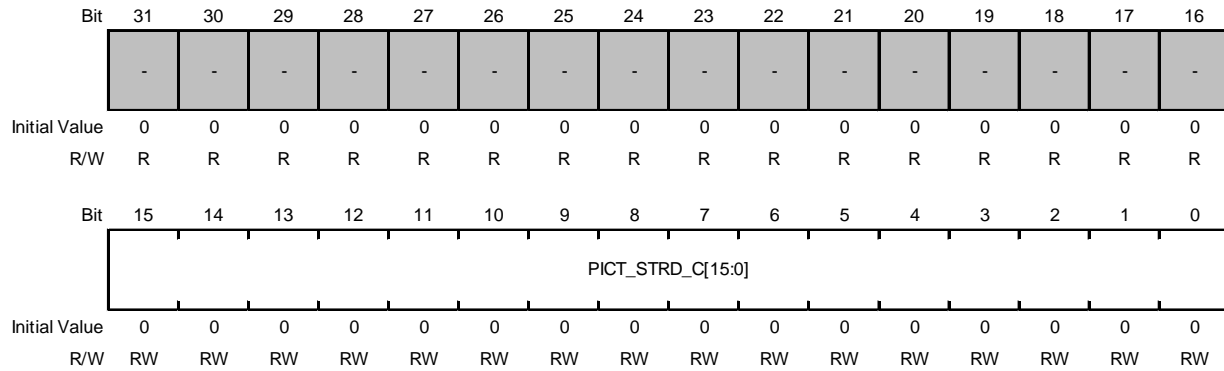 Bit 31 30 29 28 27 26 25 24 23 22 21 20 19 18 17 16
- - - - - - - - - - - - - - - -
Initial Value 0 0 0 0 0 0 0 0 0 0 0 0 0 0 0 0
R/W R R R R R R R R R R R R R R R R
Bit 15 14 13 12 11 10 9 8 7 6 5 4 3 2 1 0
PICT_STRD_C[15:0]
Initial Value 0 0 0 0 0 0 0 0 0 0 0 0 0 0 0 0
R/W RW RW RW RW RW RW RW RW RW RW RW RW RW RW RW RW